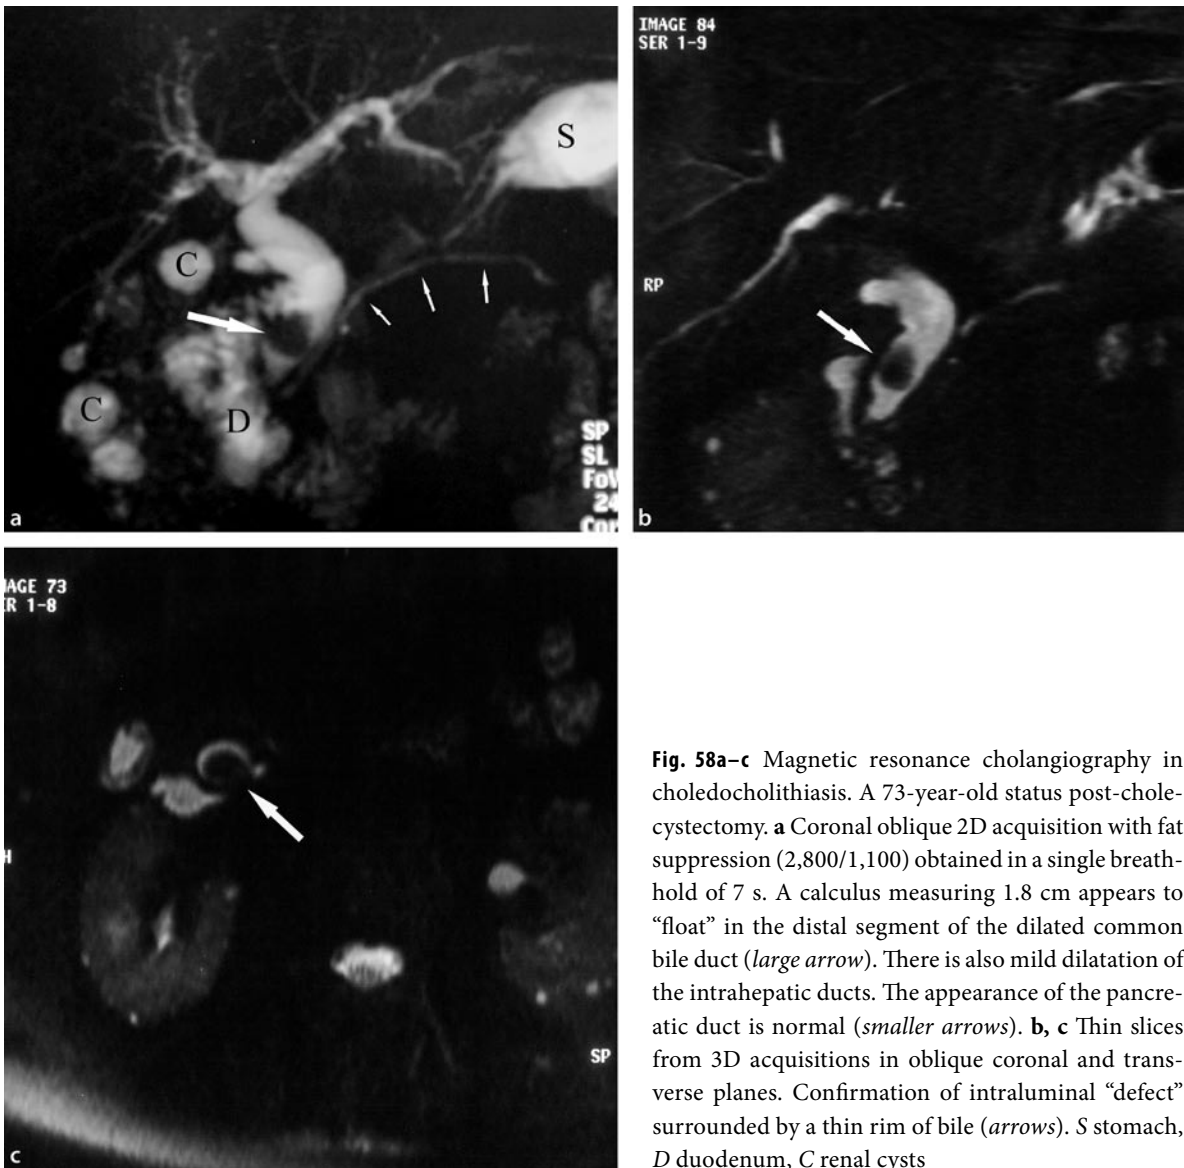 S
C
C
D
SP
SL
FoV
24
Cor
a
IMAGE 84
SER 1-9
RP
b
IAGE 73
ER 1-8
H
SP
c
Fig. 58a–c Magnetic resonance cholangiography in
choledocholithiasis. A 73-year-old status post-chole-
cystectomy. a Coronal oblique 2D acquisition with fat
suppression (2,800/1,100) obtained in a single breath-
hold of 7 s. A calculus measuring 1.8 cm appears to
“float” in the distal segment of the dilated common
bile duct (large arrow). There is also mild dilatation of
the intrahepatic ducts. The appearance of the pancre-
atic duct is normal (smaller arrows). b, c Thin slices
from 3D acquisitions in oblique coronal and trans-
verse planes. Confirmation of intraluminal “defect”
surrounded by a thin rim of bile (arrows). S stomach,
D duodenum, C renal cysts